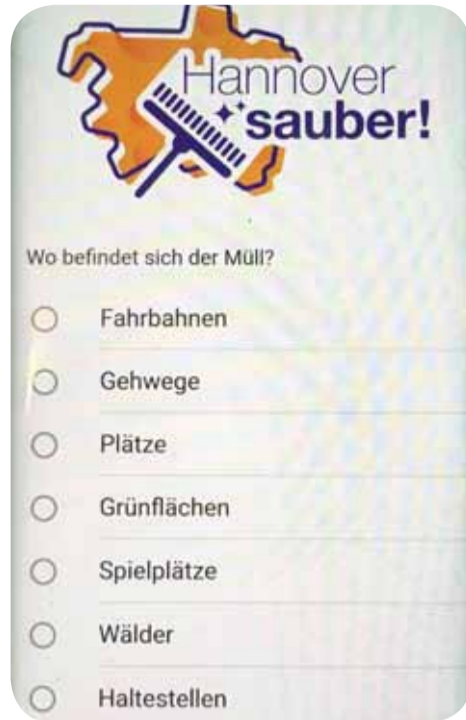 Hannover
sauber!
Wo befindet sich der Müll?
Fahrbahnen
Gehwege
Plätze
Grünflächen
Spielplätze
Wälder
Haltestellen